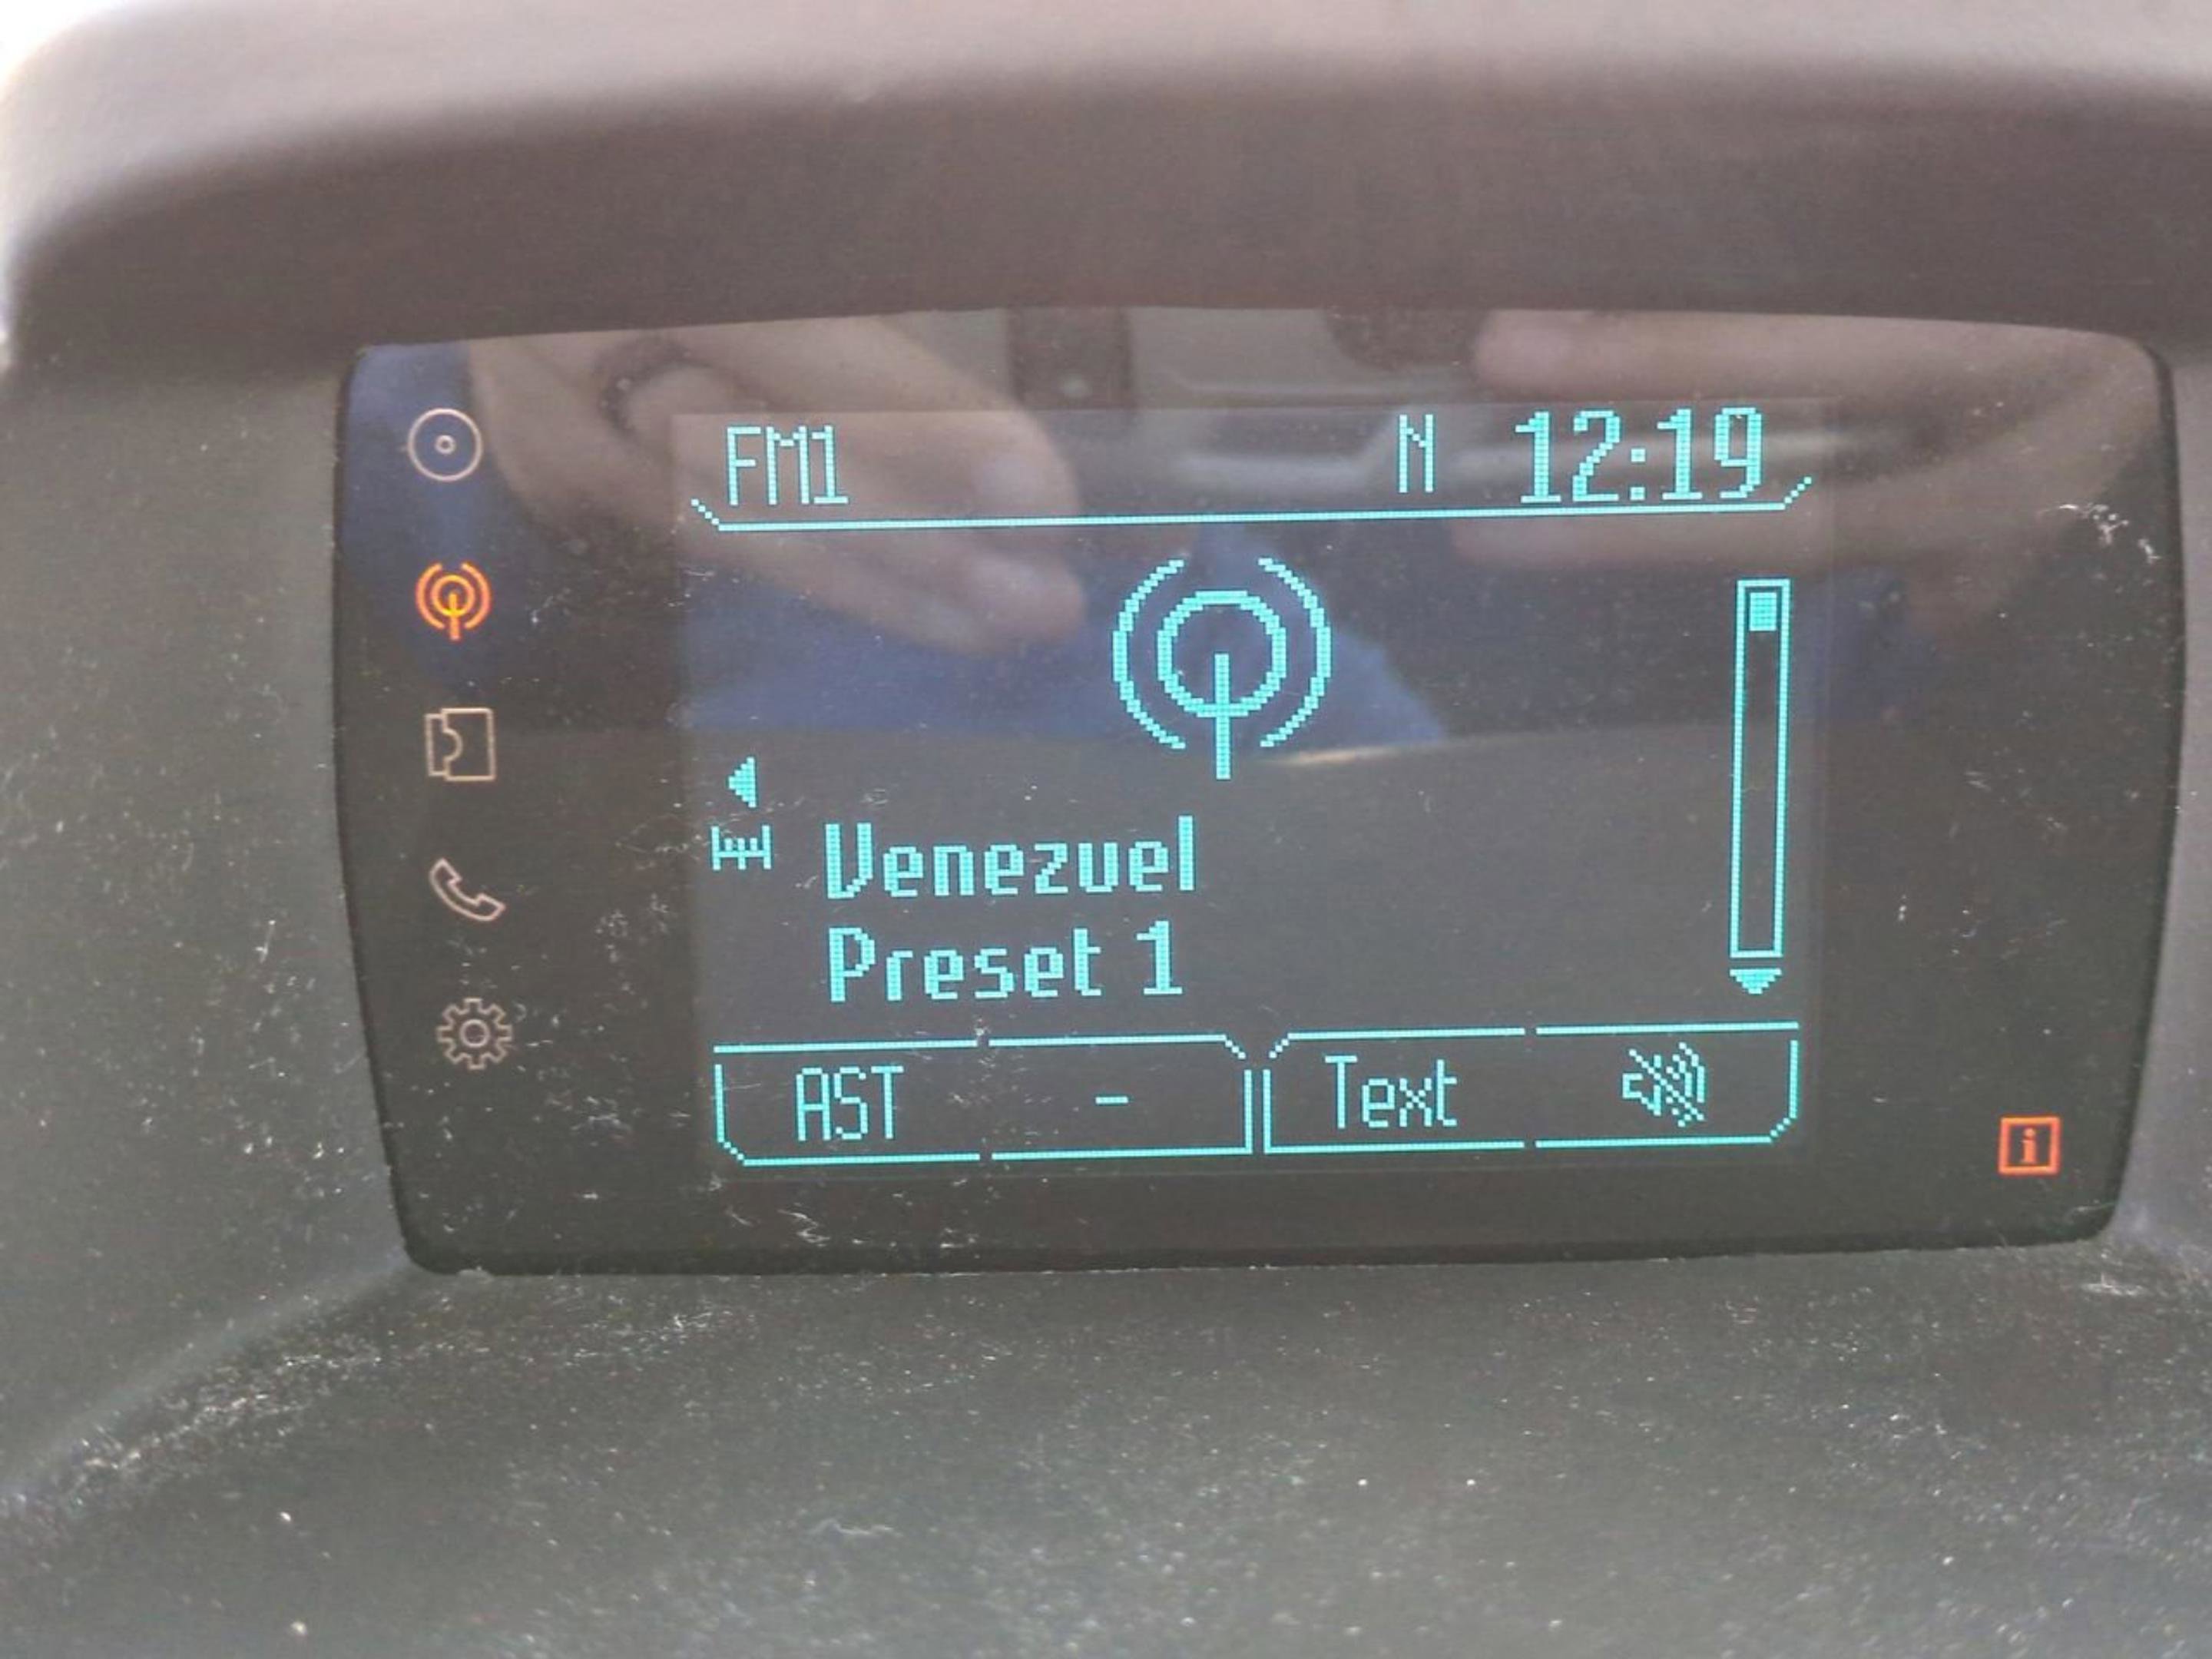 FM1 N 12:19
Venezuel
Preset 1
AST - Text
i